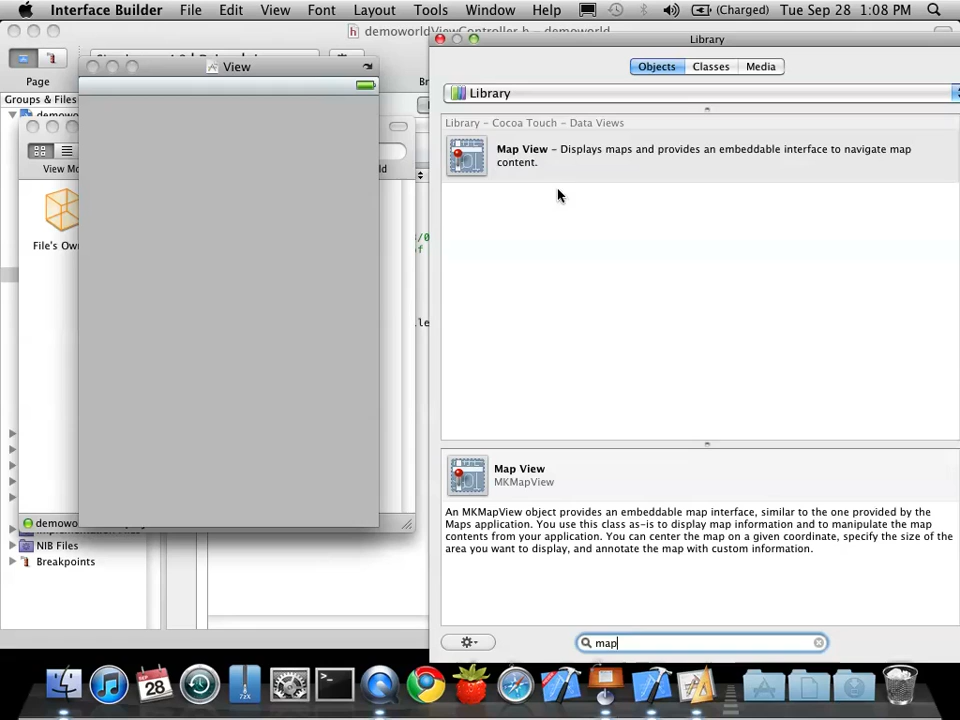 Interface Builder File Edit View Font Layout Tools Window Help (Charged) Tue Sep 28 1:08 PM
demoworldViewController.h - demoworld
Library
View
Objects Classes Media
Page
Library
Groups & Files
Library – Cocoa Touch – Data Views
Map View – Displays maps and provides an embeddable interface to navigate map
content.
View Mo
File's Own
Map View
MKMapView
An MKMapView object provides an embeddable map interface, similar to the one provided by the
Maps application. You use this class as-is to display map information and to manipulate the map
contents from your application. You can center the map on a given coordinate, specify the size of the
area you want to display, and annotate the map with custom information.
demowo
NIB Files
Breakpoints
map
28
7zX